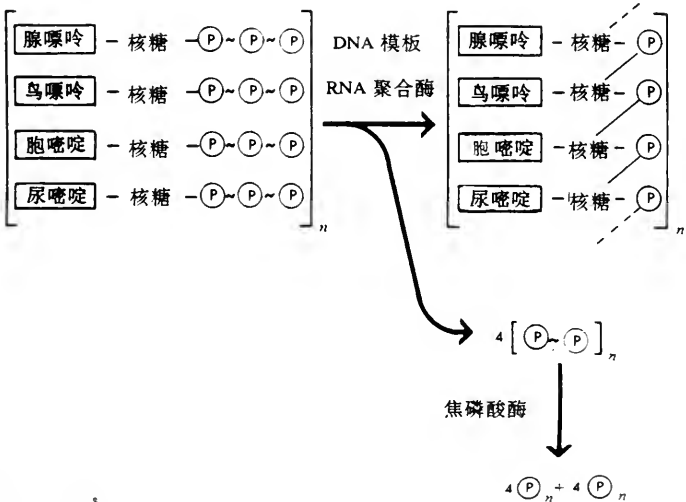 腺嘌呤 – 核糖 –P~P~P
鸟嘌呤 – 核糖 –P~P~P
胞嘧啶 – 核糖 –P~P~P
尿嘧啶 – 核糖 –P~P~P
n
DNA 模板
RNA 聚合酶
腺嘌呤 – 核糖 – P
鸟嘌呤 – 核糖 – P
胞嘧啶 – 核糖 – P
尿嘧啶 – 核糖 – P
n
4 [ P~P ] n
焦磷酸酶
4 P n + 4 P n